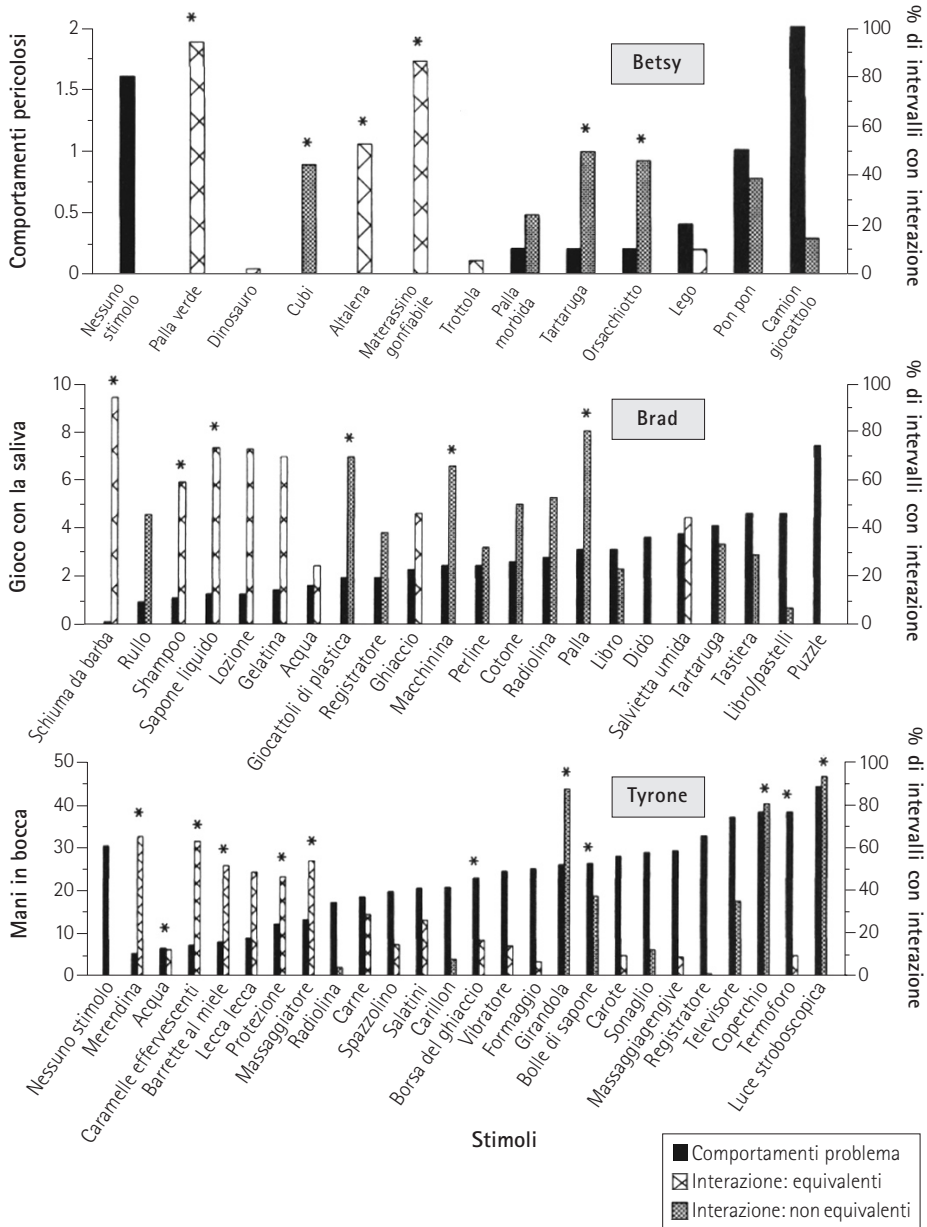 Comportamenti pericolosi
2
1.5
1
0.5
0
Betsy
100
80
60
40
20
0
% di intervalli con interazione
* * * * * *
Nessuno stimolo
Palla verde
Dinosauro
Cubi
Altalena
Materassino gonfiabile
Trottola
Palla morbida
Tartaruga
Orsacchiotto
Lego
Pon pon
Camion giocattolo
Gioco con la saliva
10
8
6
4
2
0
Brad
100
80
60
40
20
0
% di intervalli con interazione
* * * * * *
Schiuma da barba
Rullo
Shampoo
Sapone liquido
Lozione
Gelatina
Acqua
Giocattoli di plastica
Registratore
Ghiaccio
Macchinina
Perline
Cotone
Radiolina
Palla
Libro
Didò
Salvietta umida
Tartaruga
Tastiera
Libro/pastelli
Puzzle
Mani in bocca
50
40
30
20
10
0
Tyrone
100
80
60
40
20
0
% di intervalli con interazione
* * * * * * * * * * * *
Nessuno stimolo
Merendina
Acqua
Caramelle effervescenti
Barrette al miele
Lecca lecca
Protezione
Massaggiatore
Radiolina
Carne
Spazzolino
Salatini
Carillon
Borsa del ghiaccio
Vibratore
Formaggio
Girandola
Bolle di sapone
Carote
Sonaglio
Massaggiagengive
Registratore
Televisore
Coperchio
Termoforo
Luce stroboscopica
Stimoli
Comportamenti problema
Interazione: equivalenti
Interazione: non equivalenti